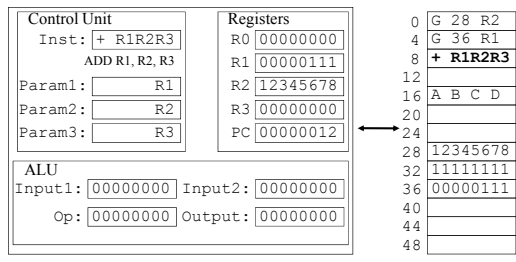 Control Unit
Inst: + R1R2R3
ADD R1, R2, R3
Param1: R1
Param2: R2
Param3: R3
Registers
R0 00000000
R1 00000111
R2 12345678
R3 00000000
PC 00000012
ALU
Input1: 00000000 Input2: 00000000
Op: 00000000 Output: 00000000
0 G 28 R2
4 G 36 R1
8 + R1R2R3
12
16 A B C D
20
24
28 12345678
32 11111111
36 00000111
40
44
48